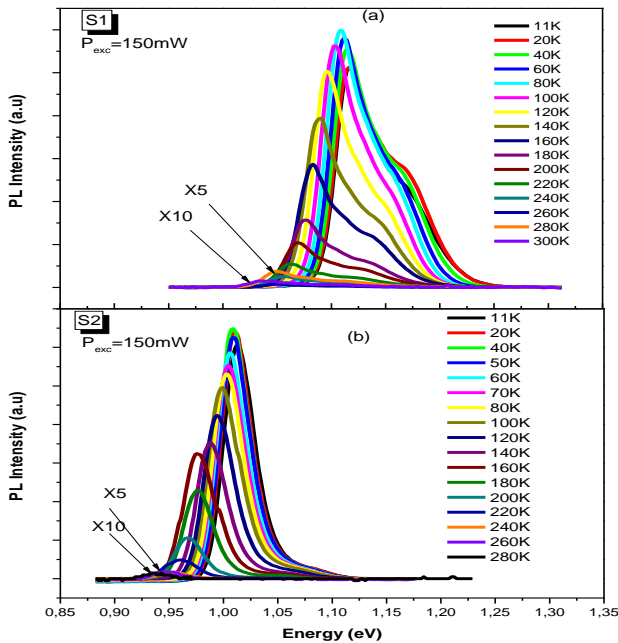 S1
(a)
P_exc=150mW
11K
20K
40K
60K
80K
100K
120K
140K
160K
180K
200K
220K
240K
260K
280K
300K
X5
X10
PL Intensity (a.u)
S2
(b)
P_exc=150mW
11K
20K
40K
50K
60K
70K
80K
100K
120K
140K
160K
180K
200K
220K
240K
260K
280K
X5
X10
PL Intensity (a.u)
0,85 0,90 0,95 1,00 1,05 1,10 1,15 1,20 1,25 1,30 1,35
Energy (eV)